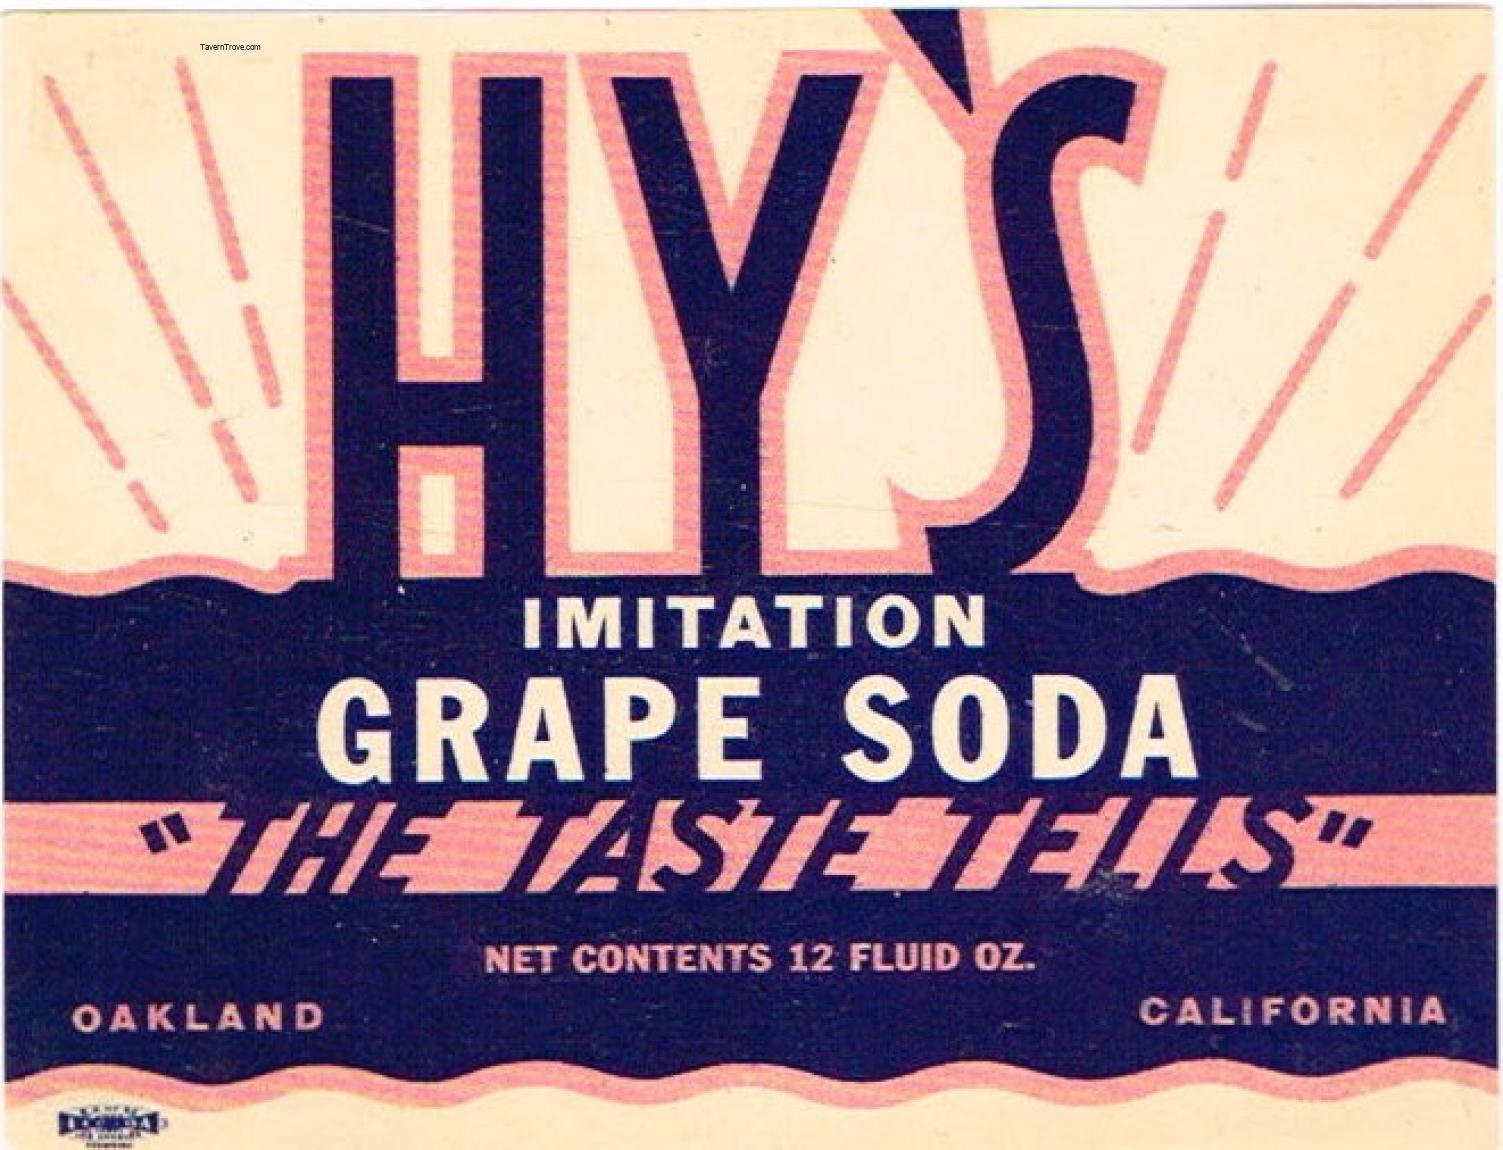 TavernTrove.com
HY'S
IMITATION
GRAPE SODA
"THE TASTE TELLS"
NET CONTENTS 12 FLUID OZ.
OAKLAND
CALIFORNIA